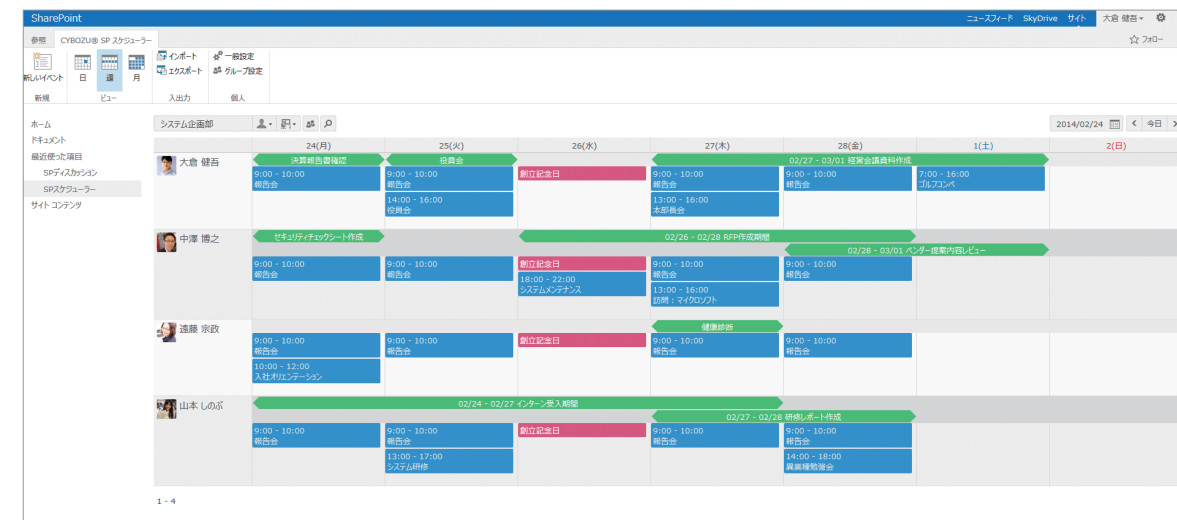 SharePoint
ニュースフィード SkyDrive サイト 大倉 健吾
参照 CYBOZU® SP スケジューラー
フォロー
新しいイベント 日 週 月
インポート
エクスポート
一般設定
グループ設定
新規 ビュー 入出力 個人
ホーム
ドキュメント
最近使った項目
SPディスカッション
SPスケジューラー
サイト コンテンツ
システム企画部
2014/02/24 今日
24(月) 25(火) 26(水) 27(木) 28(金) 1(土) 2(日)
大倉 健吾
決算報告書確認 役員会 02/27 - 03/01 経営会議資料作成
9:00 - 10:00 9:00 - 10:00 創立記念日 9:00 - 10:00 9:00 - 10:00 7:00 - 16:00
報告会 報告会 報告会 報告会 ゴルフコンペ
14:00 - 16:00 13:00 - 16:00
役員会 本部長会
中澤 博之
セキュリティチェックシート作成 02/26 - 02/28 RFP作成期間
02/28 - 03/01 ベンダー提案内容レビュー
9:00 - 10:00 9:00 - 10:00 創立記念日 9:00 - 10:00 9:00 - 10:00
報告会 報告会 報告会 報告会
18:00 - 22:00 13:00 - 16:00
システムメンテナンス 訪問：マイクロソフト
遠藤 宗政
健康診断
9:00 - 10:00 9:00 - 10:00 創立記念日 9:00 - 10:00 9:00 - 10:00
報告会 報告会 報告会 報告会
10:00 - 12:00
入社オリエンテーション
山本 しのぶ
02/24 - 02/27 インターン受入期間
02/27 - 02/28 研修レポート作成
9:00 - 10:00 9:00 - 10:00 創立記念日 9:00 - 10:00 9:00 - 10:00
報告会 報告会 報告会 報告会
13:00 - 17:00 14:00 - 18:00
システム研修 異業種勉強会
1 - 4